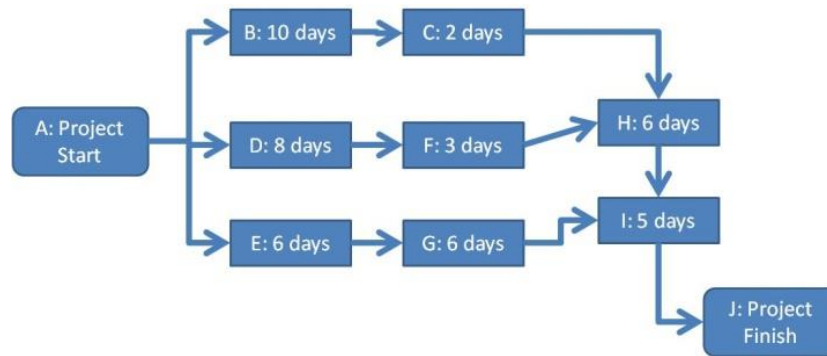 B: 10 days
C: 2 days
A: Project
Start
D: 8 days
F: 3 days
H: 6 days
E: 6 days
G: 6 days
I: 5 days
J: Project
Finish